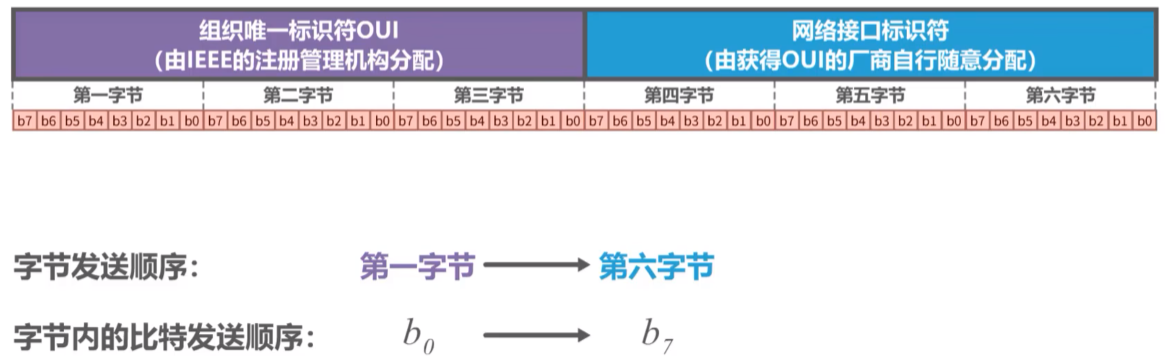 组织唯一标识符OUI
（由IEEE的注册管理机构分配）
网络接口标识符
（由获得OUI的厂商自行随意分配）
第一字节 第二字节 第三字节 第四字节 第五字节 第六字节
b7 b6 b5 b4 b3 b2 b1 b0 b7 b6 b5 b4 b3 b2 b1 b0 b7 b6 b5 b4 b3 b2 b1 b0 b7 b6 b5 b4 b3 b2 b1 b0 b7 b6 b5 b4 b3 b2 b1 b0 b7 b6 b5 b4 b3 b2 b1 b0
字节发送顺序： 第一字节 第六字节
字节内的比特发送顺序： b0 b7